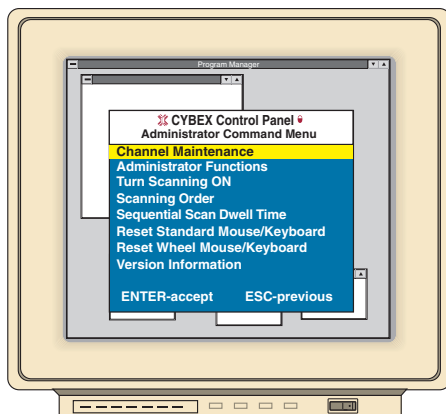 Program Manager
CYBEX Control Panel
Administrator Command Menu
Channel Maintenance
Administrator Functions
Turn Scanning ON
Scanning Order
Sequential Scan Dwell Time
Reset Standard Mouse/Keyboard
Reset Wheel Mouse/Keyboard
Version Information
ENTER-accept ESC-previous